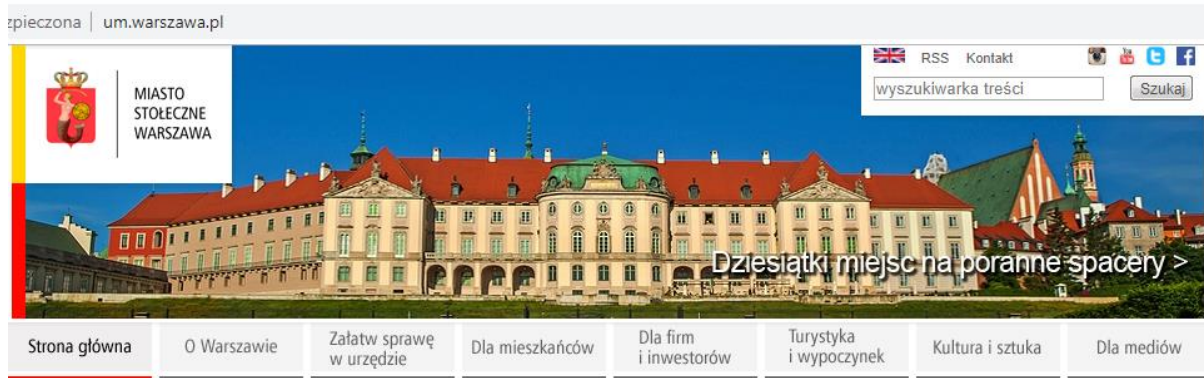 zpieczona | um.warszawa.pl
MIASTO
STOŁECZNE
WARSZAWA
RSS Kontakt
wyszukiwarka treści Szukaj
Dziesiątki miejsc na poranne spacery >
Strona główna
O Warszawie
Załatw sprawę
w urzędzie
Dla mieszkańców
Dla firm
i inwestorów
Turystyka
i wypoczynek
Kultura i sztuka
Dla mediów